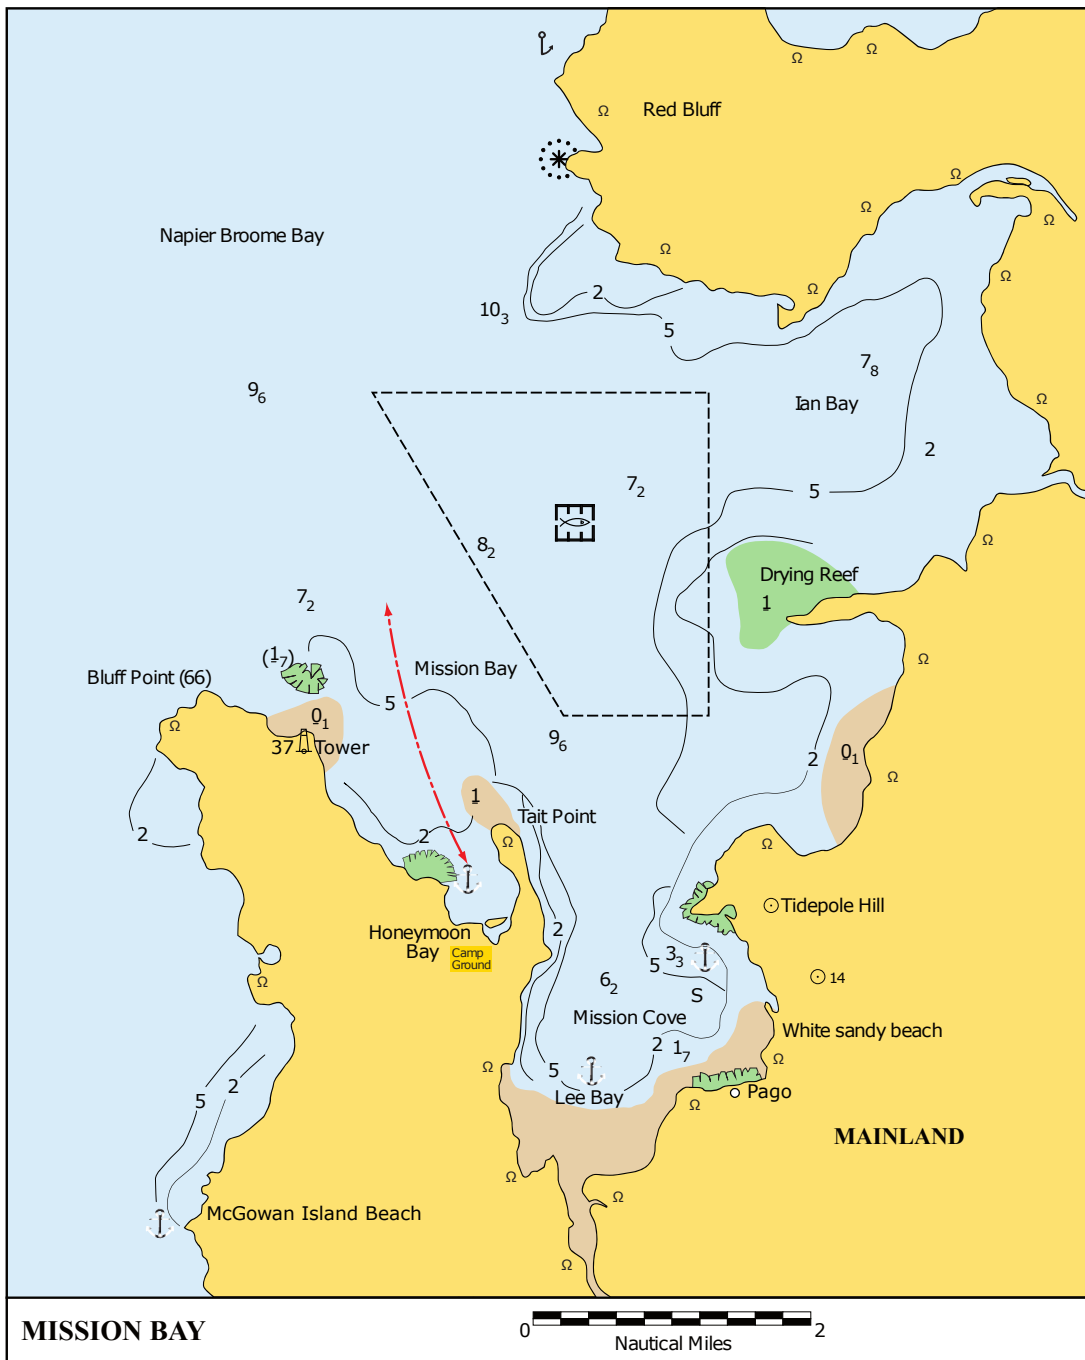 Red Bluff
Napier Broome Bay
2
10₃
5
7₈
9₆
Ian Bay
2
7₂
5
8₂
Drying Reef
1
7₂
(1₇)
Mission Bay
Bluff Point (66)
5
0₁
37 Tower
9₆
2
0₁
1
Tait Point
2
2
Tidepole Hill
2
Honeymoon
Bay
Camp
Ground
3₃
5
14
6₂
S
Mission Cove
White sandy beach
2
1₇
5
2
5
Lee Bay
Pago
MAINLAND
McGowan Island Beach
MISSION BAY
0
2
Nautical Miles